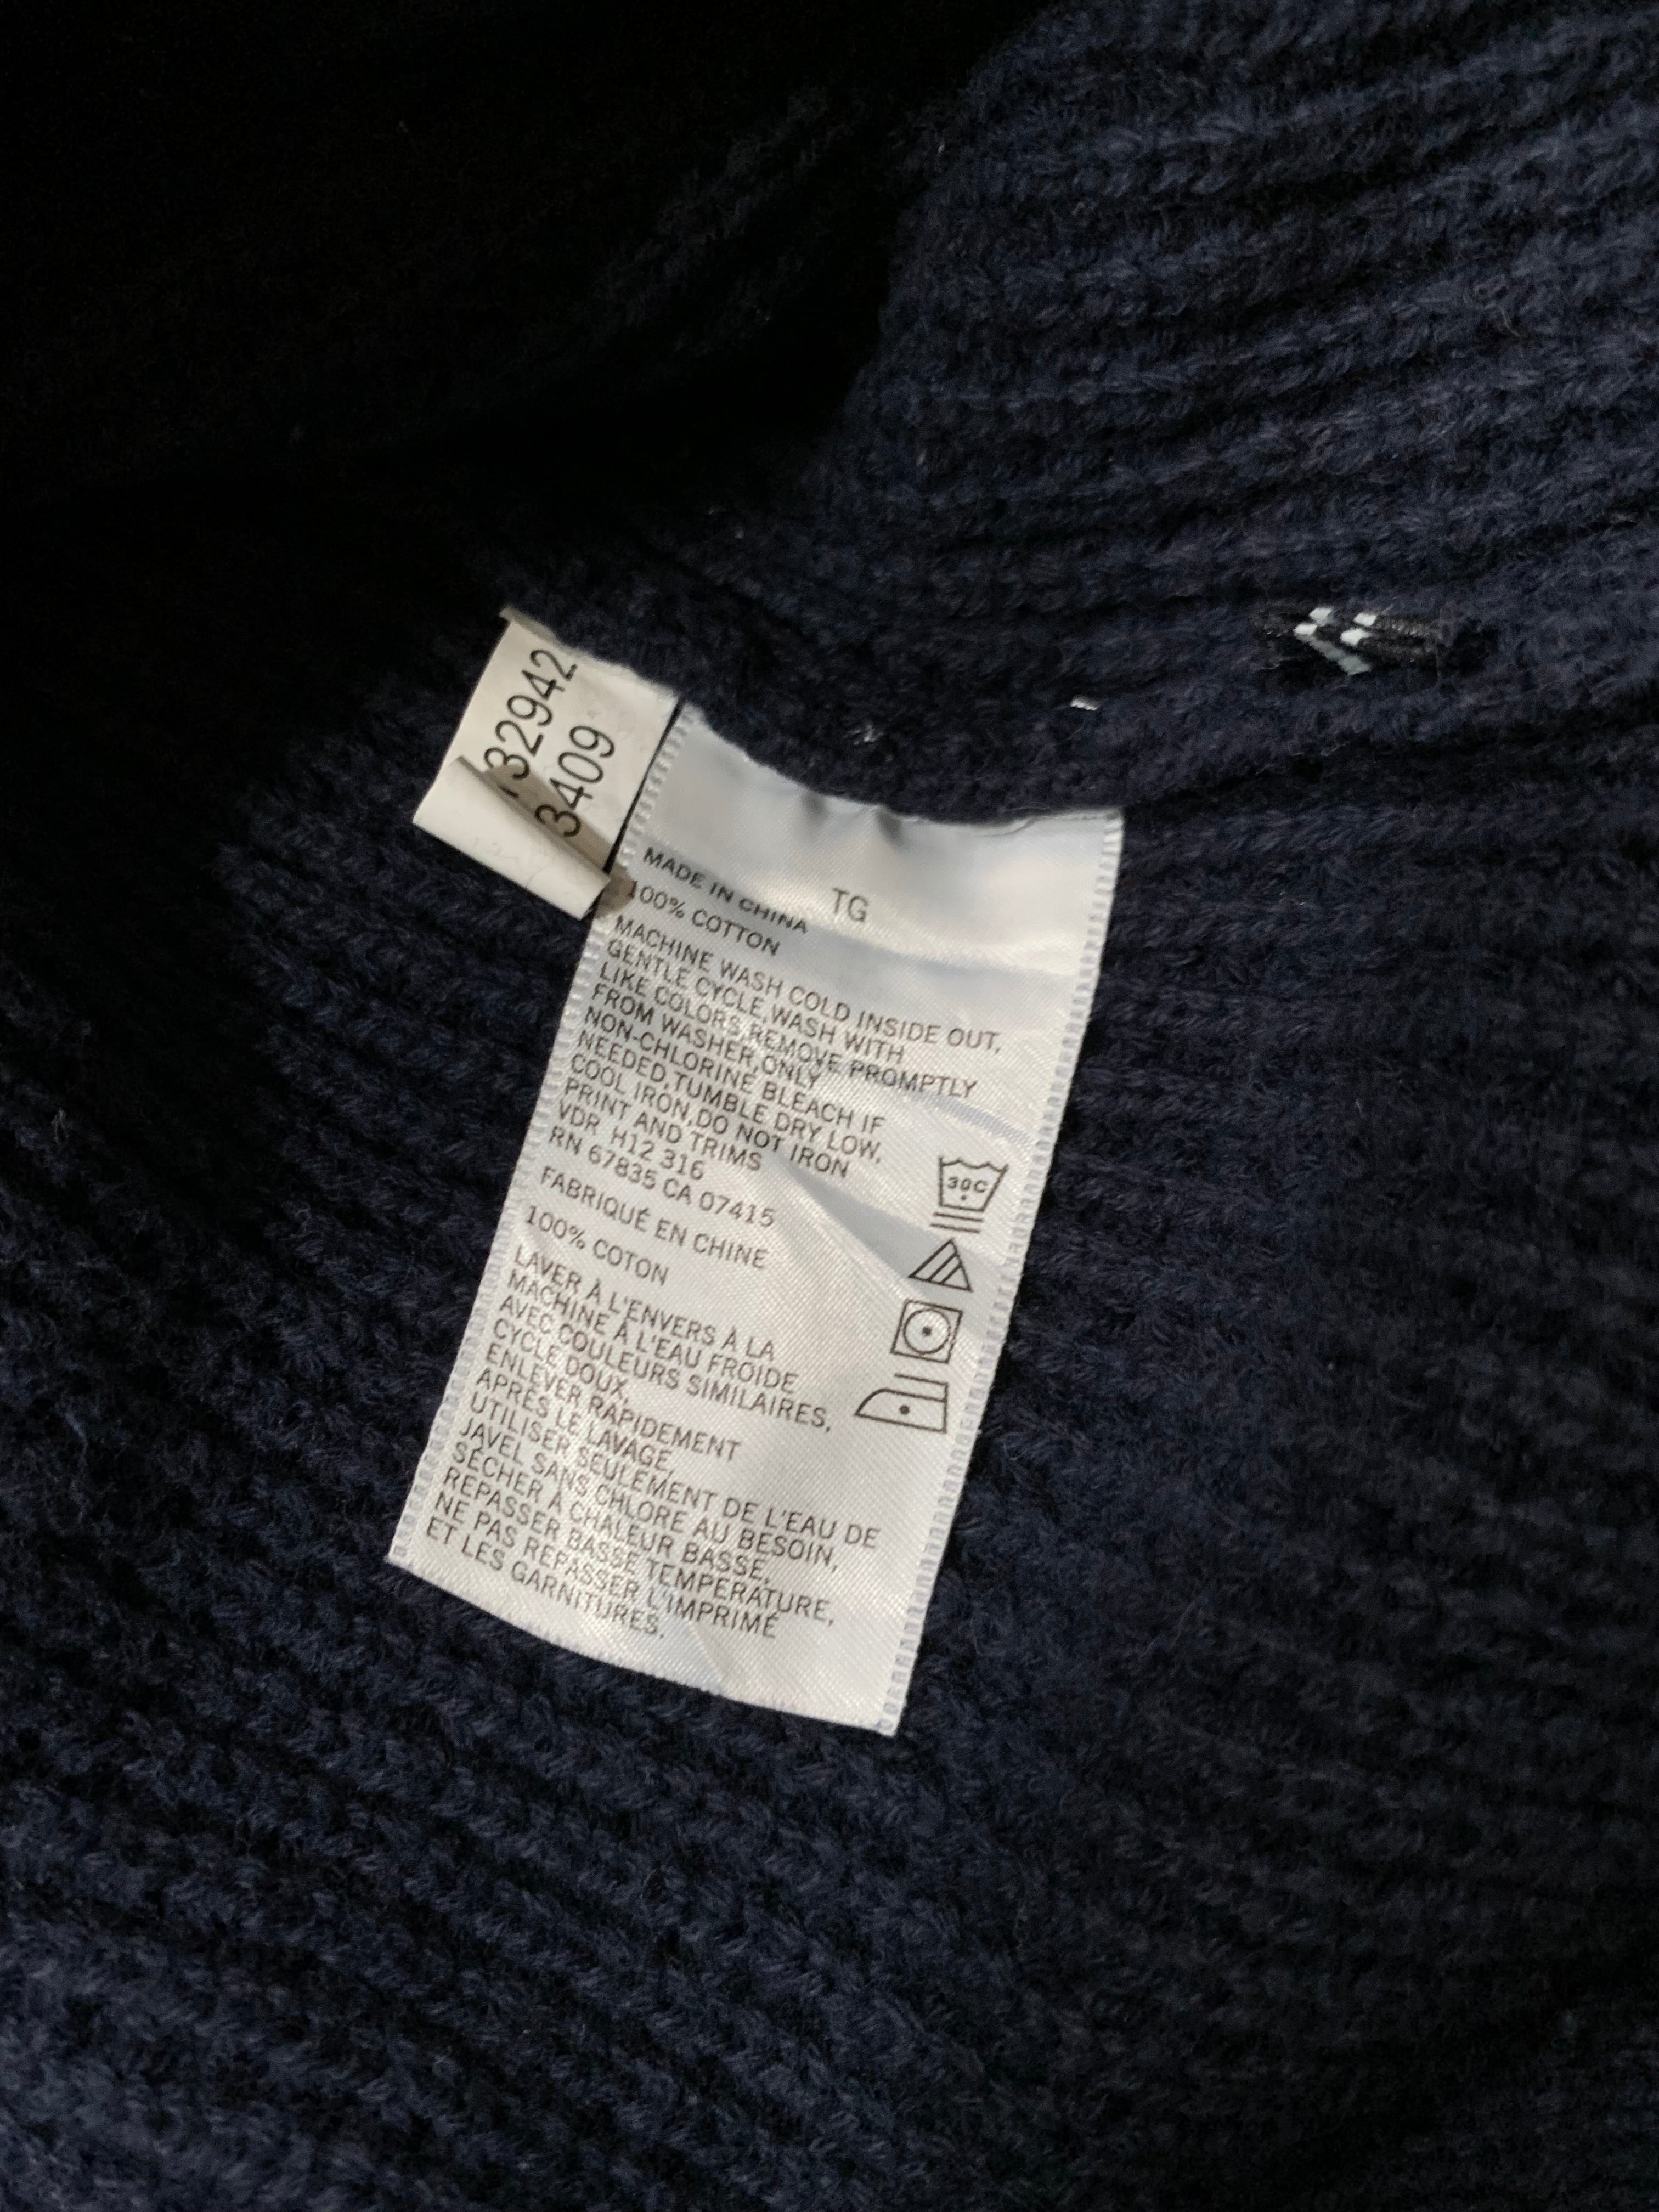 132942
3409
TG
MADE IN CHINA
100% COTTON
MACHINE WASH COLD INSIDE OUT,
GENTLE CYCLE,WASH WITH
LIKE COLORS,REMOVE PROMPTLY
FROM WASHER,ONLY
NON-CHLORINE BLEACH IF
NEEDED,TUMBLE DRY LOW,
COOL IRON,DO NOT IRON
PRINT AND TRIMS
VDR H12 316
RN 67835 CA 07415
30C
FABRIQUÉ EN CHINE
100% COTON
LAVER À L'ENVERS À LA
MACHINE À L'EAU FROIDE
AVEC COULEURS SIMILAIRES,
CYCLE DOUX,
ENLEVER RAPIDEMENT
APRÈS LE LAVAGE,
UTILISER SEULEMENT DE L'EAU DE
JAVEL SANS CHLORE AU BESOIN,
SÉCHER À CHALEUR BASSE,
REPASSER BASSE TEMPÉRATURE,
NE PAS REPASSER L'IMPRIMÉ
ET LES GARNITURES.